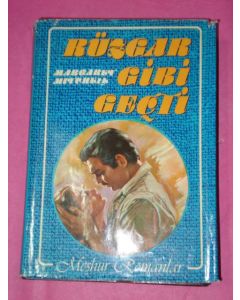 RÜZGAR
MARGARET
MITCHELL
GİBİ
GEÇTİ
Meşhur Romanlar